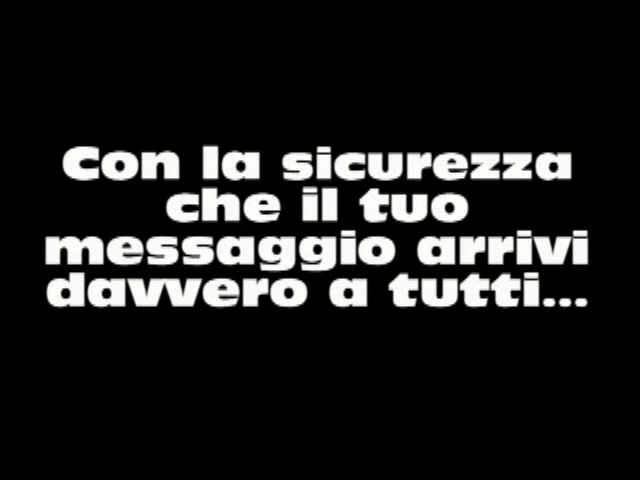 Con la sicurezza
che il tuo
messaggio arrivi
davvero a tutti...